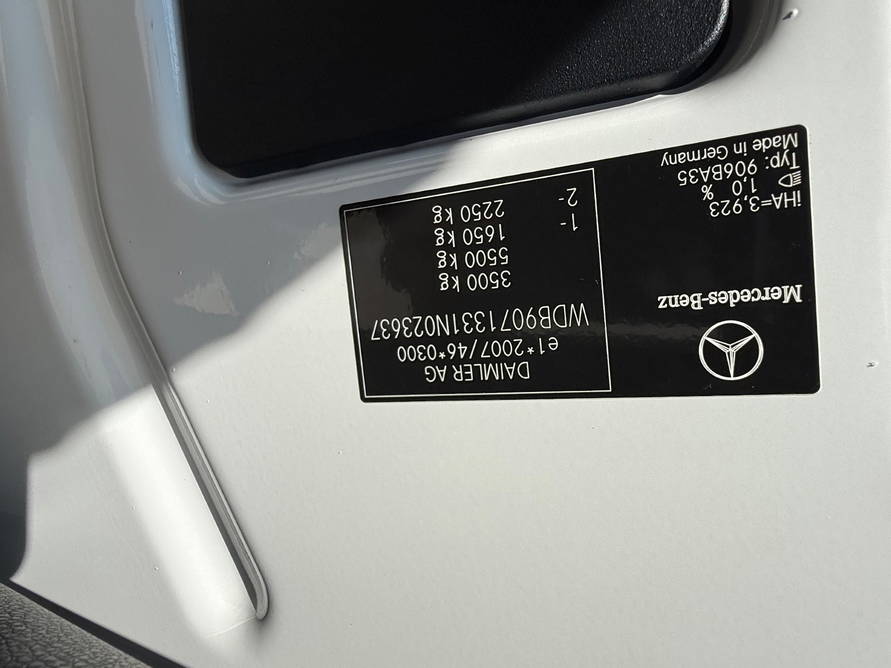 DAIMLER AG
e1*2007/46*0300
WDB9071331N023637
3500 kg
5500 kg
1- 1650 kg
2- 2250 kg
Mercedes-Benz
iHA=3,923
1,0 %
Typ: 906BA35
Made in Germany